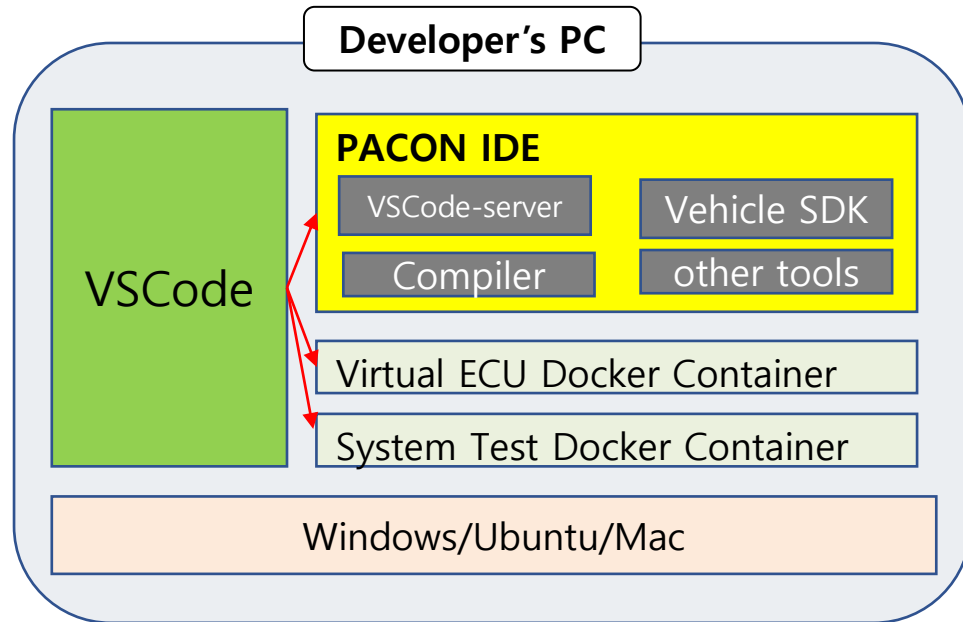 Developer’s PC
VSCode
PACON IDE
VSCode-server
Vehicle SDK
Compiler
other tools
Virtual ECU Docker Container
System Test Docker Container
Windows/Ubuntu/Mac